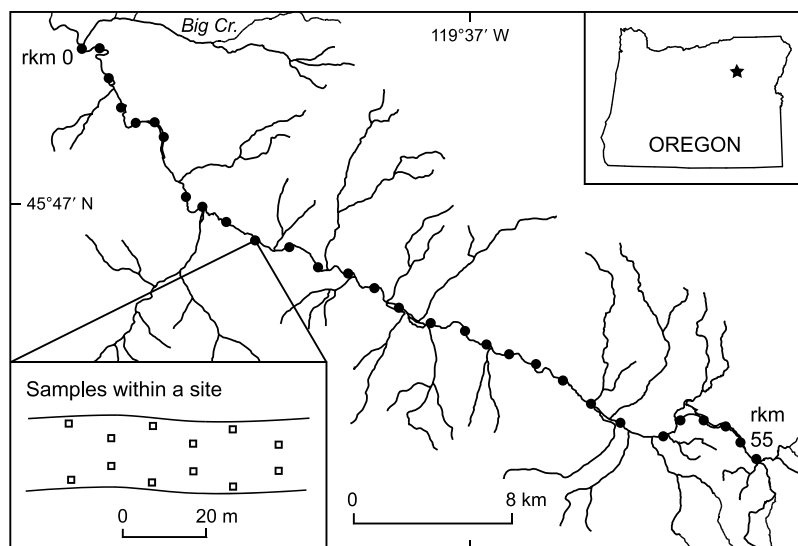 Big Cr.
119°37' W
rkm 0
OREGON
45°47' N
Samples within a site
rkm
55
0 8 km
0 20 m